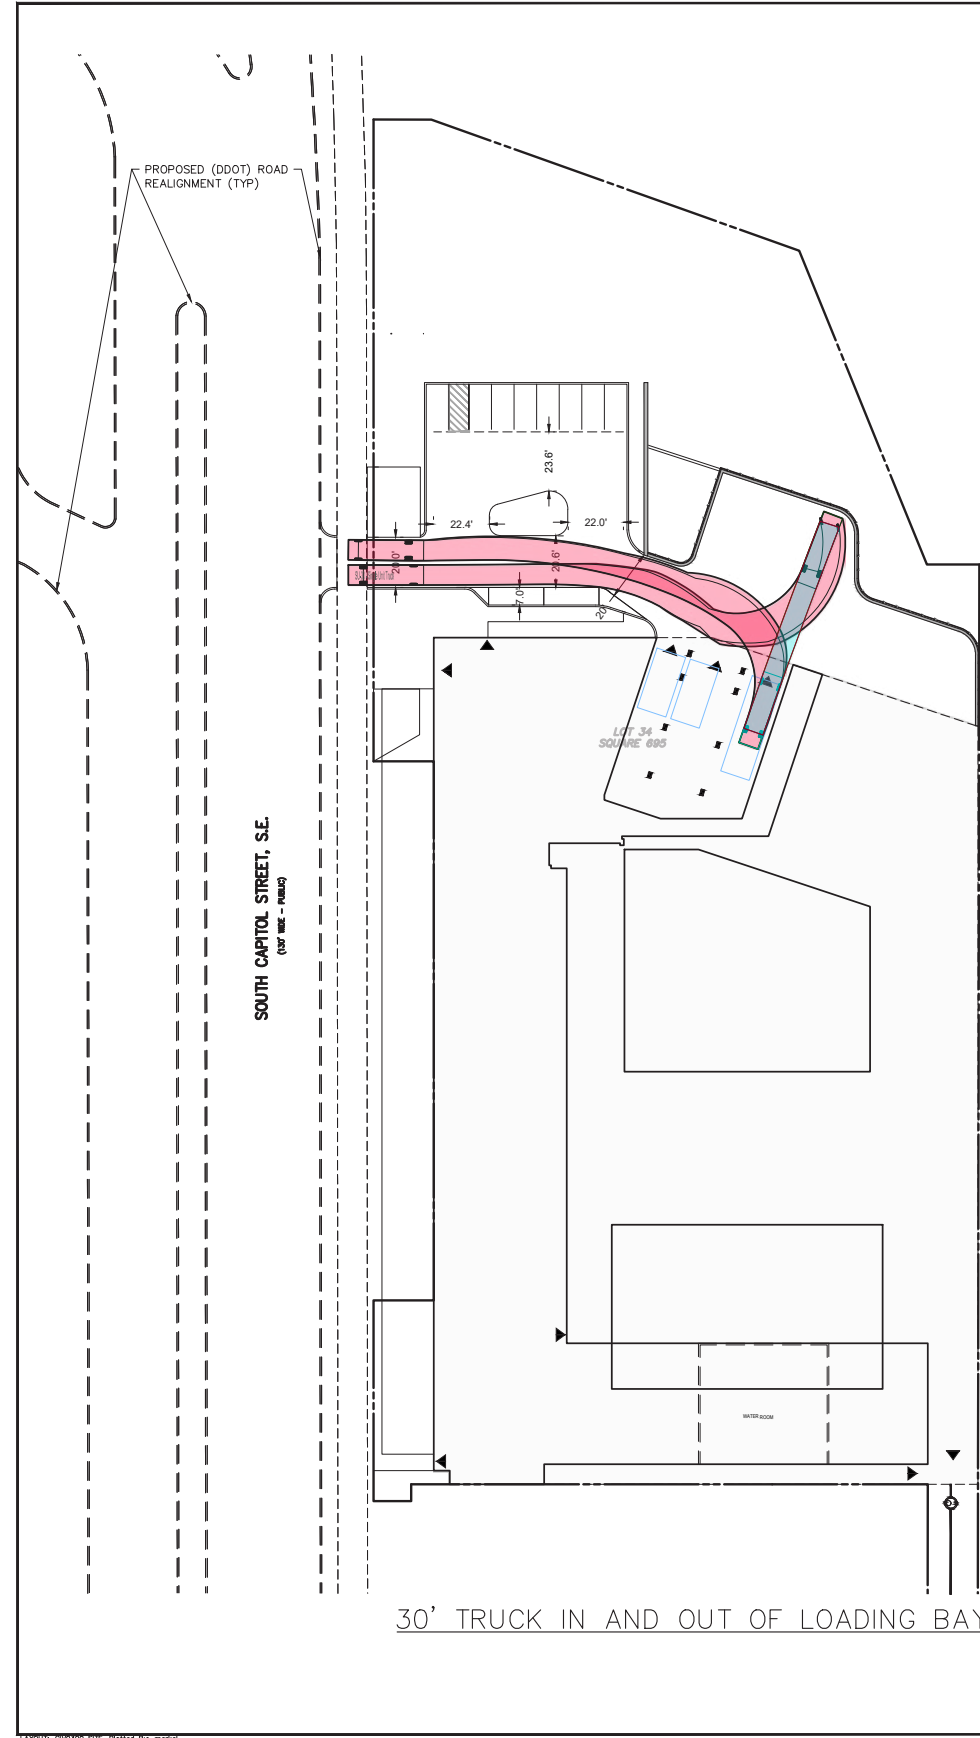 PROPOSED (DDOT) ROAD
REALIGNMENT (TYP)
23.6'
22.4'
22.0'
20.0'
20.6'
7.0'
20'
LOT 34
SQUARE 695
SOUTH CAPITOL STREET, S.E.
(130' WIDE - PUBLIC)
WATER ROOM
30' TRUCK IN AND OUT OF LOADING BAY